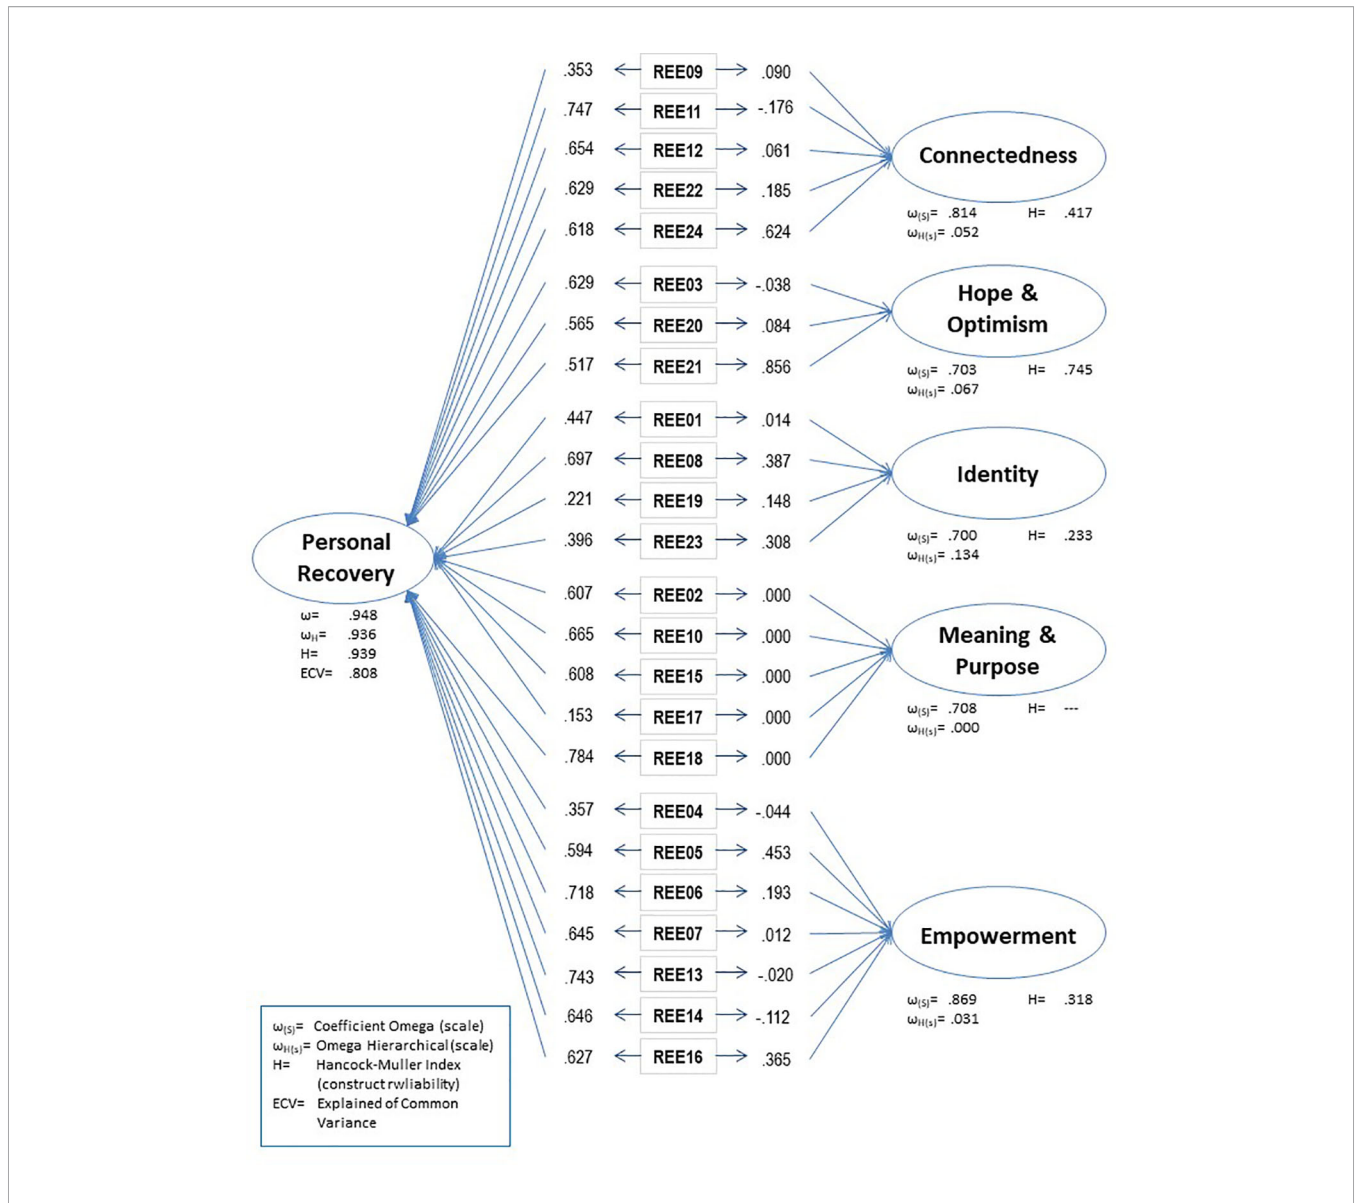 .353 REE09 .090
.747 REE11 -.176
.654 REE12 .061
.629 REE22 .185
.618 REE24 .624
Connectedness
ω(S)= .814 H= .417
ωH(s)= .052
.629 REE03 -.038
.565 REE20 .084
.517 REE21 .856
Hope &
Optimism
ω(S)= .703 H= .745
ωH(s)= .067
.447 REE01 .014
.697 REE08 .387
.221 REE19 .148
.396 REE23 .308
Identity
ω(S)= .700 H= .233
ωH(s)= .134
Personal
Recovery
ω= .948
ωH= .936
H= .939
ECV= .808
.607 REE02 .000
.665 REE10 .000
.608 REE15 .000
.153 REE17 .000
.784 REE18 .000
Meaning &
Purpose
ω(S)= .708 H= ---
ωH(s)= .000
.357 REE04 -.044
.594 REE05 .453
.718 REE06 .193
.645 REE07 .012
.743 REE13 -.020
.646 REE14 -.112
.627 REE16 .365
Empowerment
ω(S)= .869 H= .318
ωH(s)= .031
ω(S)= Coefficient Omega (scale)
ωH(s)= Omega Hierarchical (scale)
H= Hancock-Muller Index
(construct rwliability)
ECV= Explained of Common
Variance